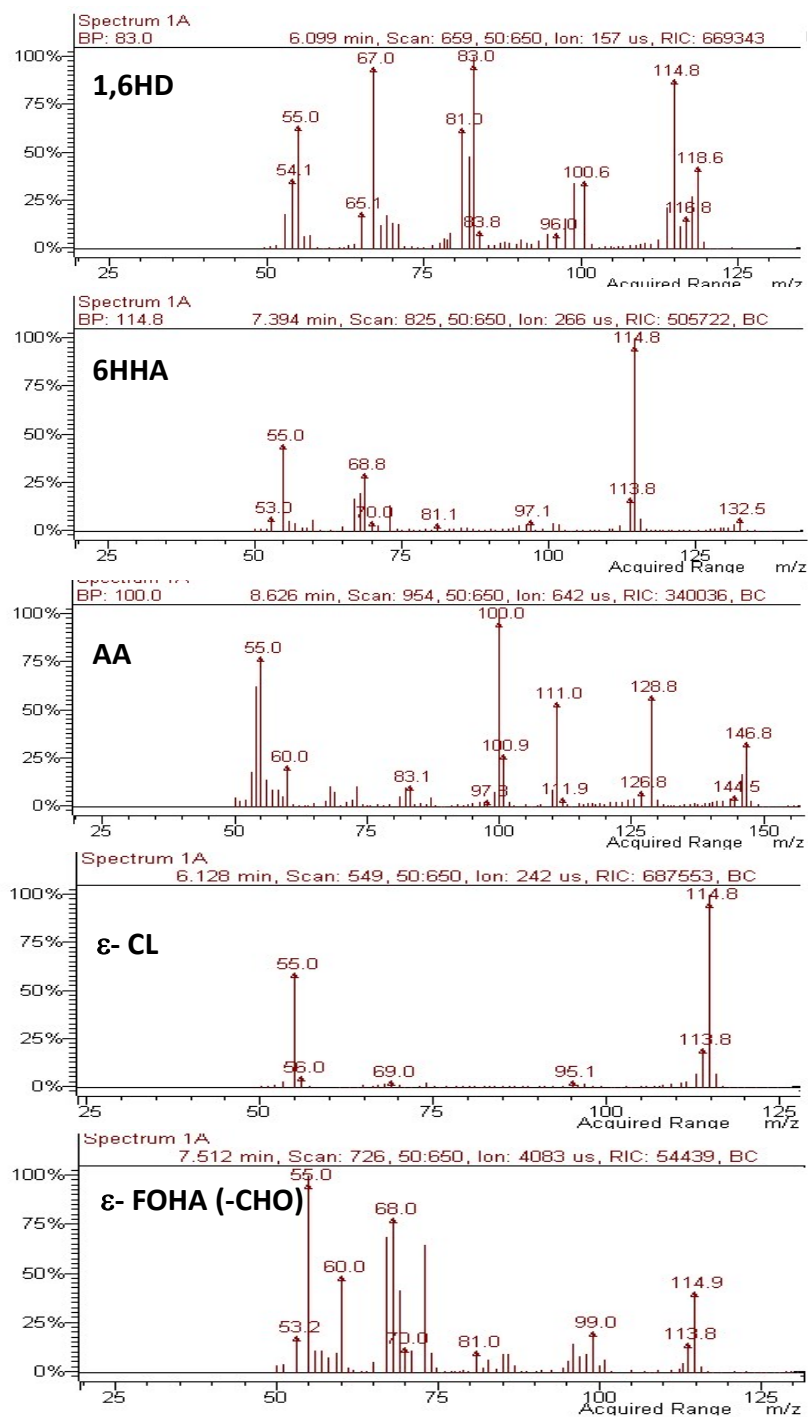 Spectrum 1A
BP: 83.0 6.099 min, Scan: 659, 50:650, Ion: 157 us, RIC: 669343
100%
75%
50%
25%
0%
1,6HD
54.1
55.0
65.1
67.0
81.0
83.0
83.8
96.0
100.6
114.8
116.8
118.6
25 50 75 100 125
Acquired Range m/z
Spectrum 1A
BP: 114.8 7.394 min, Scan: 825, 50:650, Ion: 266 us, RIC: 505722, BC
100%
75%
50%
25%
0%
6HHA
53.0
55.0
68.8
70.0
81.1
97.1
113.8
114.8
132.5
25 50 75 100 125
Acquired Range m/z
Spectrum 1A
BP: 100.0 8.626 min, Scan: 954, 50:650, Ion: 642 us, RIC: 340036, BC
100%
75%
50%
25%
0%
AA
55.0
60.0
83.1
100.0
100.9
111.0
111.9
126.8
128.8
144.5
146.8
25 50 75 100 125 150
Acquired Range m/z
Spectrum 1A
6.128 min, Scan: 549, 50:650, Ion: 242 us, RIC: 687553, BC
100%
75%
50%
25%
0%
ε- CL
55.0
56.0
69.0
95.1
113.8
114.8
25 50 75 100 125
Acquired Range m/z
Spectrum 1A
7.512 min, Scan: 726, 50:650, Ion: 4083 us, RIC: 54439, BC
100%
75%
50%
25%
0%
ε- FOHA (-CHO)
53.2
55.0
60.0
68.0
70.0
81.0
99.0
113.8
114.9
25 50 75 100 125
Acquired Range m/z